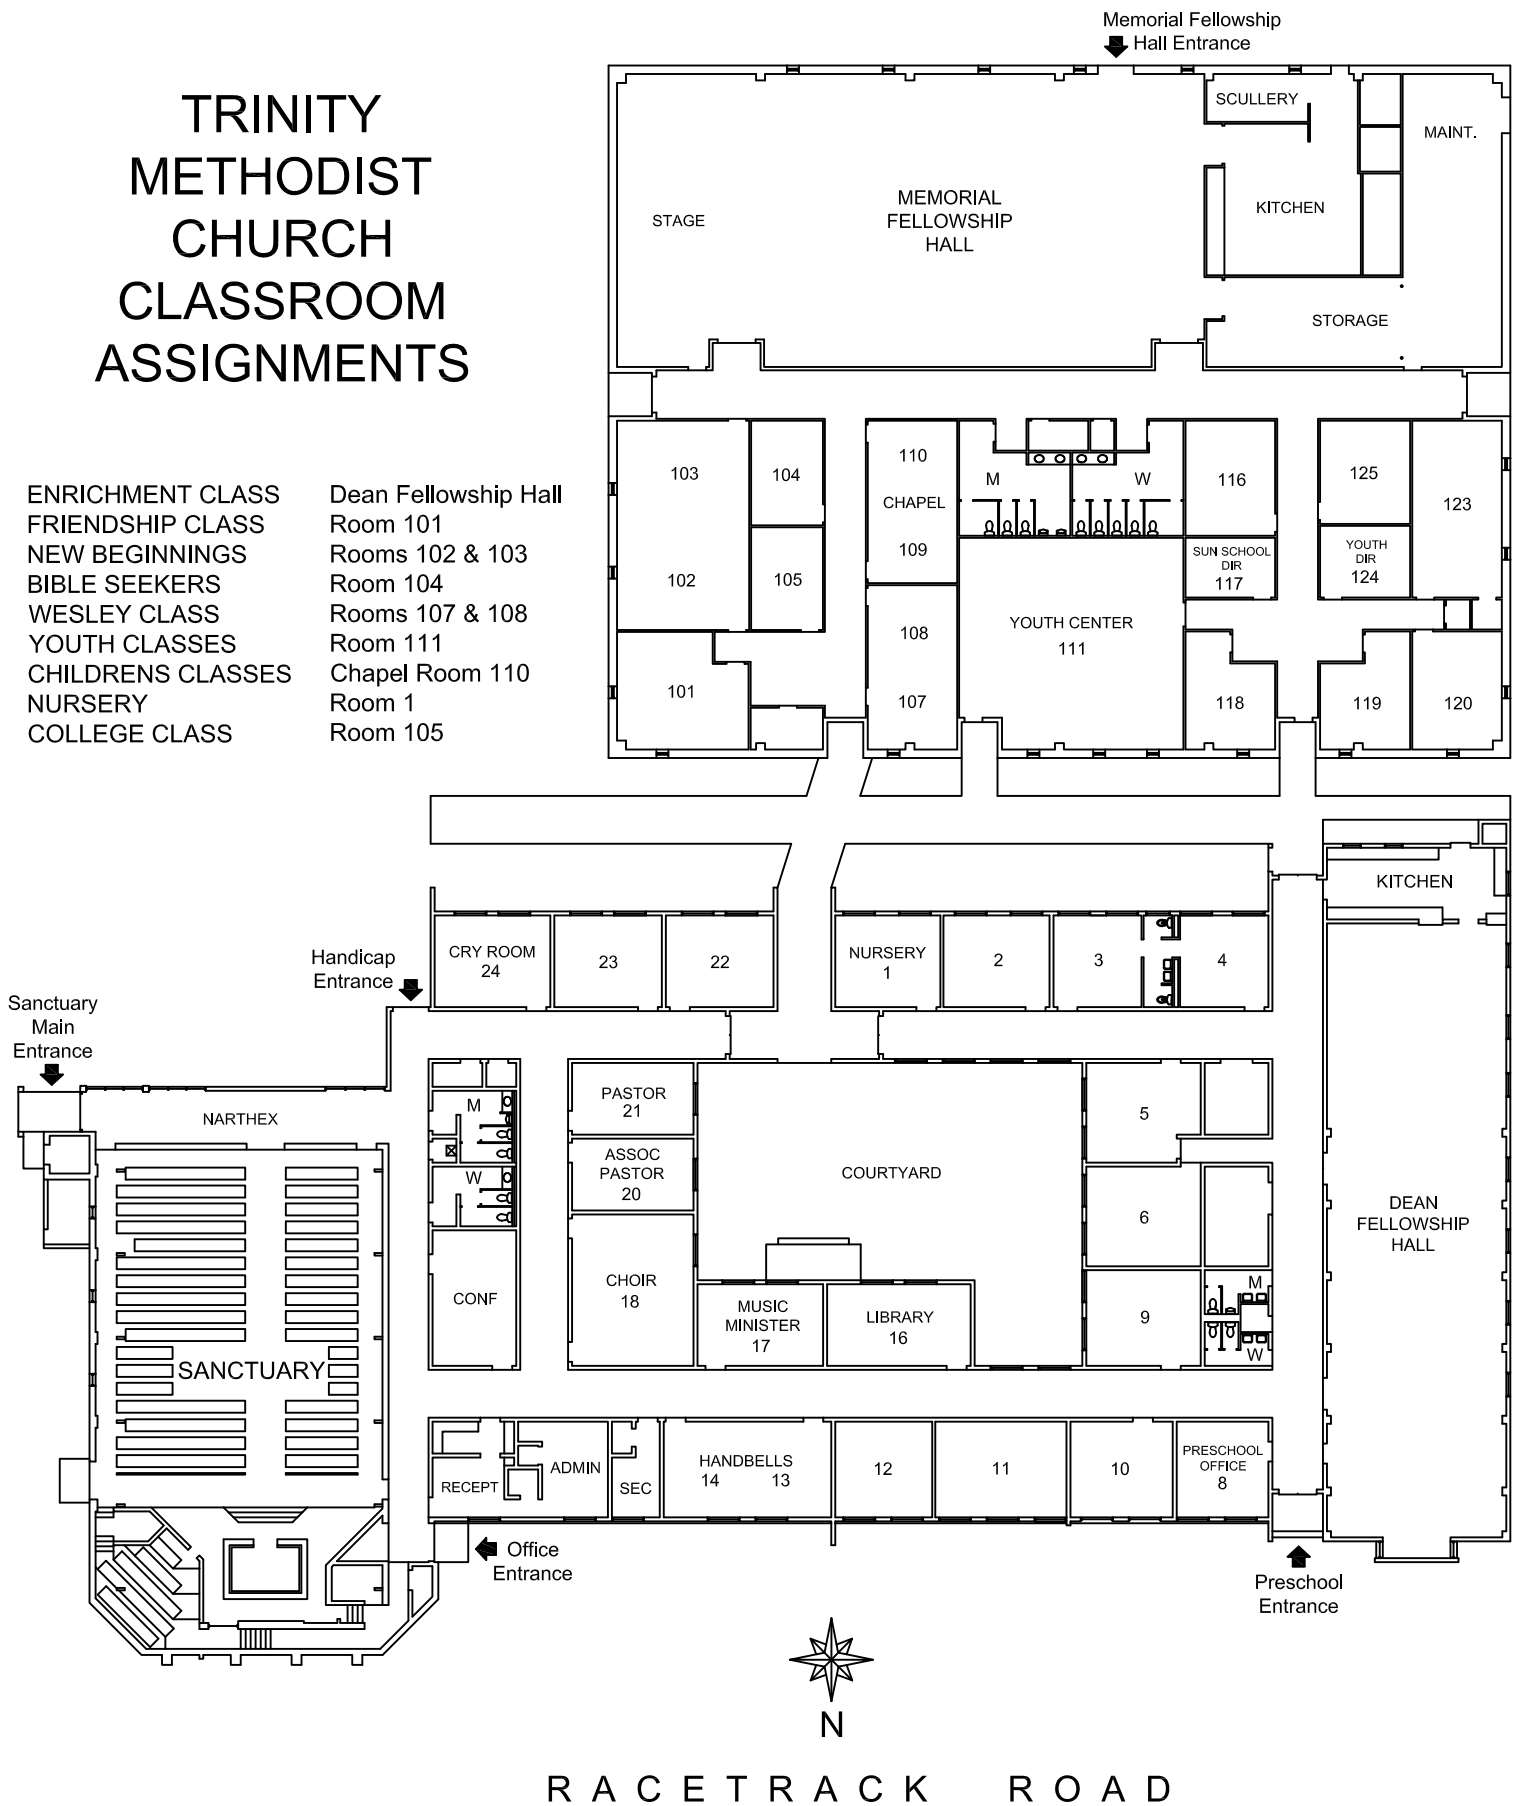 Memorial Fellowship
Hall Entrance
TRINITY
METHODIST
CHURCH
CLASSROOM
ASSIGNMENTS
ENRICHMENT CLASS Dean Fellowship Hall
FRIENDSHIP CLASS Room 101
NEW BEGINNINGS Rooms 102 & 103
BIBLE SEEKERS Room 104
WESLEY CLASS Rooms 107 & 108
YOUTH CLASSES Room 111
CHILDRENS CLASSES Chapel Room 110
NURSERY Room 1
COLLEGE CLASS Room 105
SCULLERY
MAINT.
STAGE
MEMORIAL
FELLOWSHIP
HALL
KITCHEN
STORAGE
103
104
110
CHAPEL
109
M
W
116
125
123
102
105
SUN SCHOOL
DIR
117
YOUTH
DIR
124
101
108
107
YOUTH CENTER
111
118
119
120
KITCHEN
Handicap
Entrance
CRY ROOM
24
23
22
NURSERY
1
2
3
4
Sanctuary
Main
Entrance
NARTHEX
M
W
CONF
PASTOR
21
ASSOC
PASTOR
20
CHOIR
18
COURTYARD
MUSIC
MINISTER
17
LIBRARY
16
5
6
9
M
W
DEAN
FELLOWSHIP
HALL
SANCTUARY
RECEPT
ADMIN
SEC
HANDBELLS
14 13
12
11
10
PRESCHOOL
OFFICE
8
Office
Entrance
Preschool
Entrance
N
RACETRACK ROAD